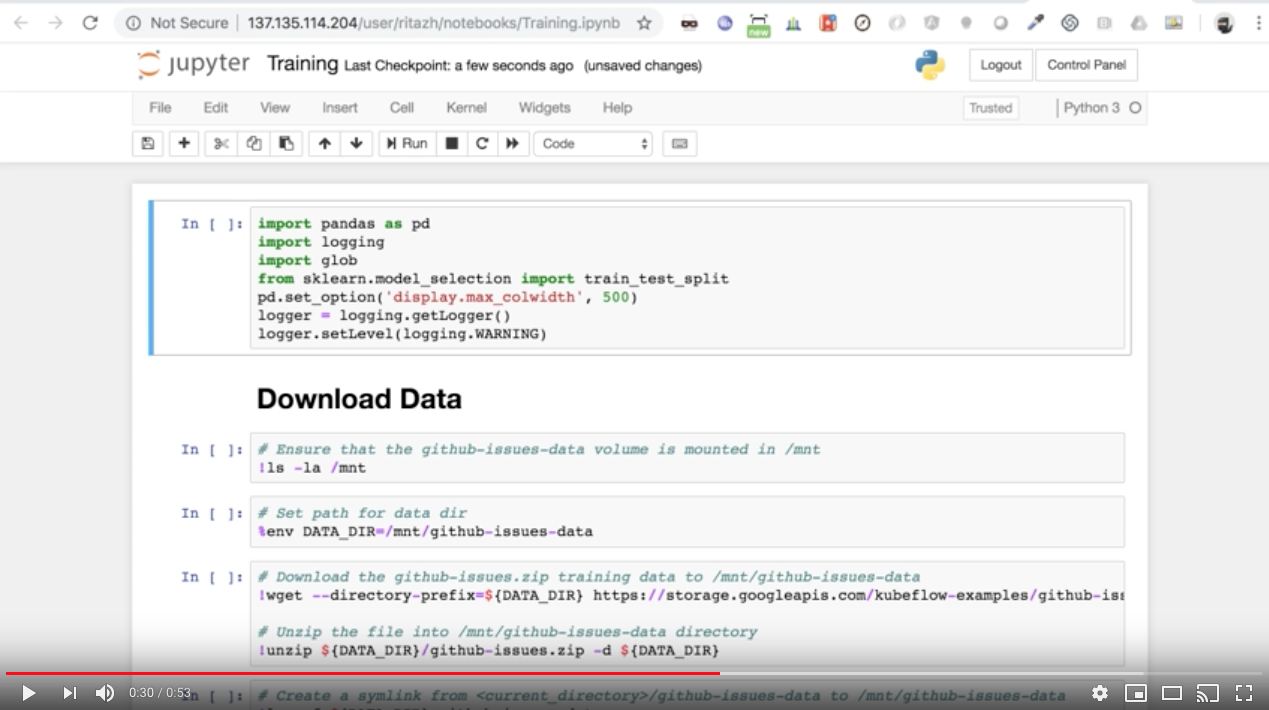 Not Secure | 137.135.114.204/user/ritazh/notebooks/Training.ipynb
new
jupyter Training Last Checkpoint: a few seconds ago (unsaved changes)
Logout Control Panel
File Edit View Insert Cell Kernel Widgets Help Trusted Python 3
Run Code
In [ ]: import pandas as pd
import logging
import glob
from sklearn.model_selection import train_test_split
pd.set_option('display.max_colwidth', 500)
logger = logging.getLogger()
logger.setLevel(logging.WARNING)
Download Data
In [ ]: # Ensure that the github-issues-data volume is mounted in /mnt
!ls -la /mnt
In [ ]: # Set path for data dir
%env DATA_DIR=/mnt/github-issues-data
In [ ]: # Download the github-issues.zip training data to /mnt/github-issues-data
!wget --directory-prefix=${DATA_DIR} https://storage.googleapis.com/kubeflow-examples/github-iss
# Unzip the file into /mnt/github-issues-data directory
!unzip ${DATA_DIR}/github-issues.zip -d ${DATA_DIR}
0:30 / 0:53
In [ ]: # Create a symlink from <current_directory>/github-issues-data to /mnt/github-issues-data